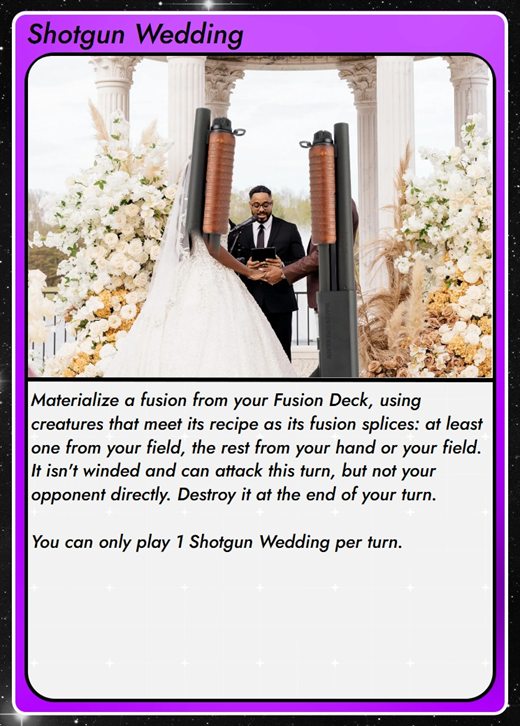 Shotgun Wedding
Materialize a fusion from your Fusion Deck, using
creatures that meet its recipe as its fusion splices: at least
one from your field, the rest from your hand or your field.
It isn't winded and can attack this turn, but not your
opponent directly. Destroy it at the end of your turn.
You can only play 1 Shotgun Wedding per turn.